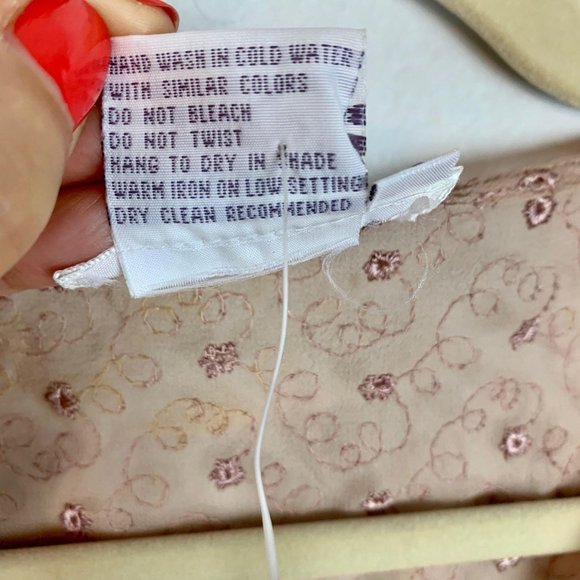 HAND WASH IN COLD WATER
WITH SIMILAR COLORS
DO NOT BLEACH
DO NOT TWIST
HANG TO DRY IN SHADE
WARM IRON ON LOW SETTING
DRY CLEAN RECOMMENDED